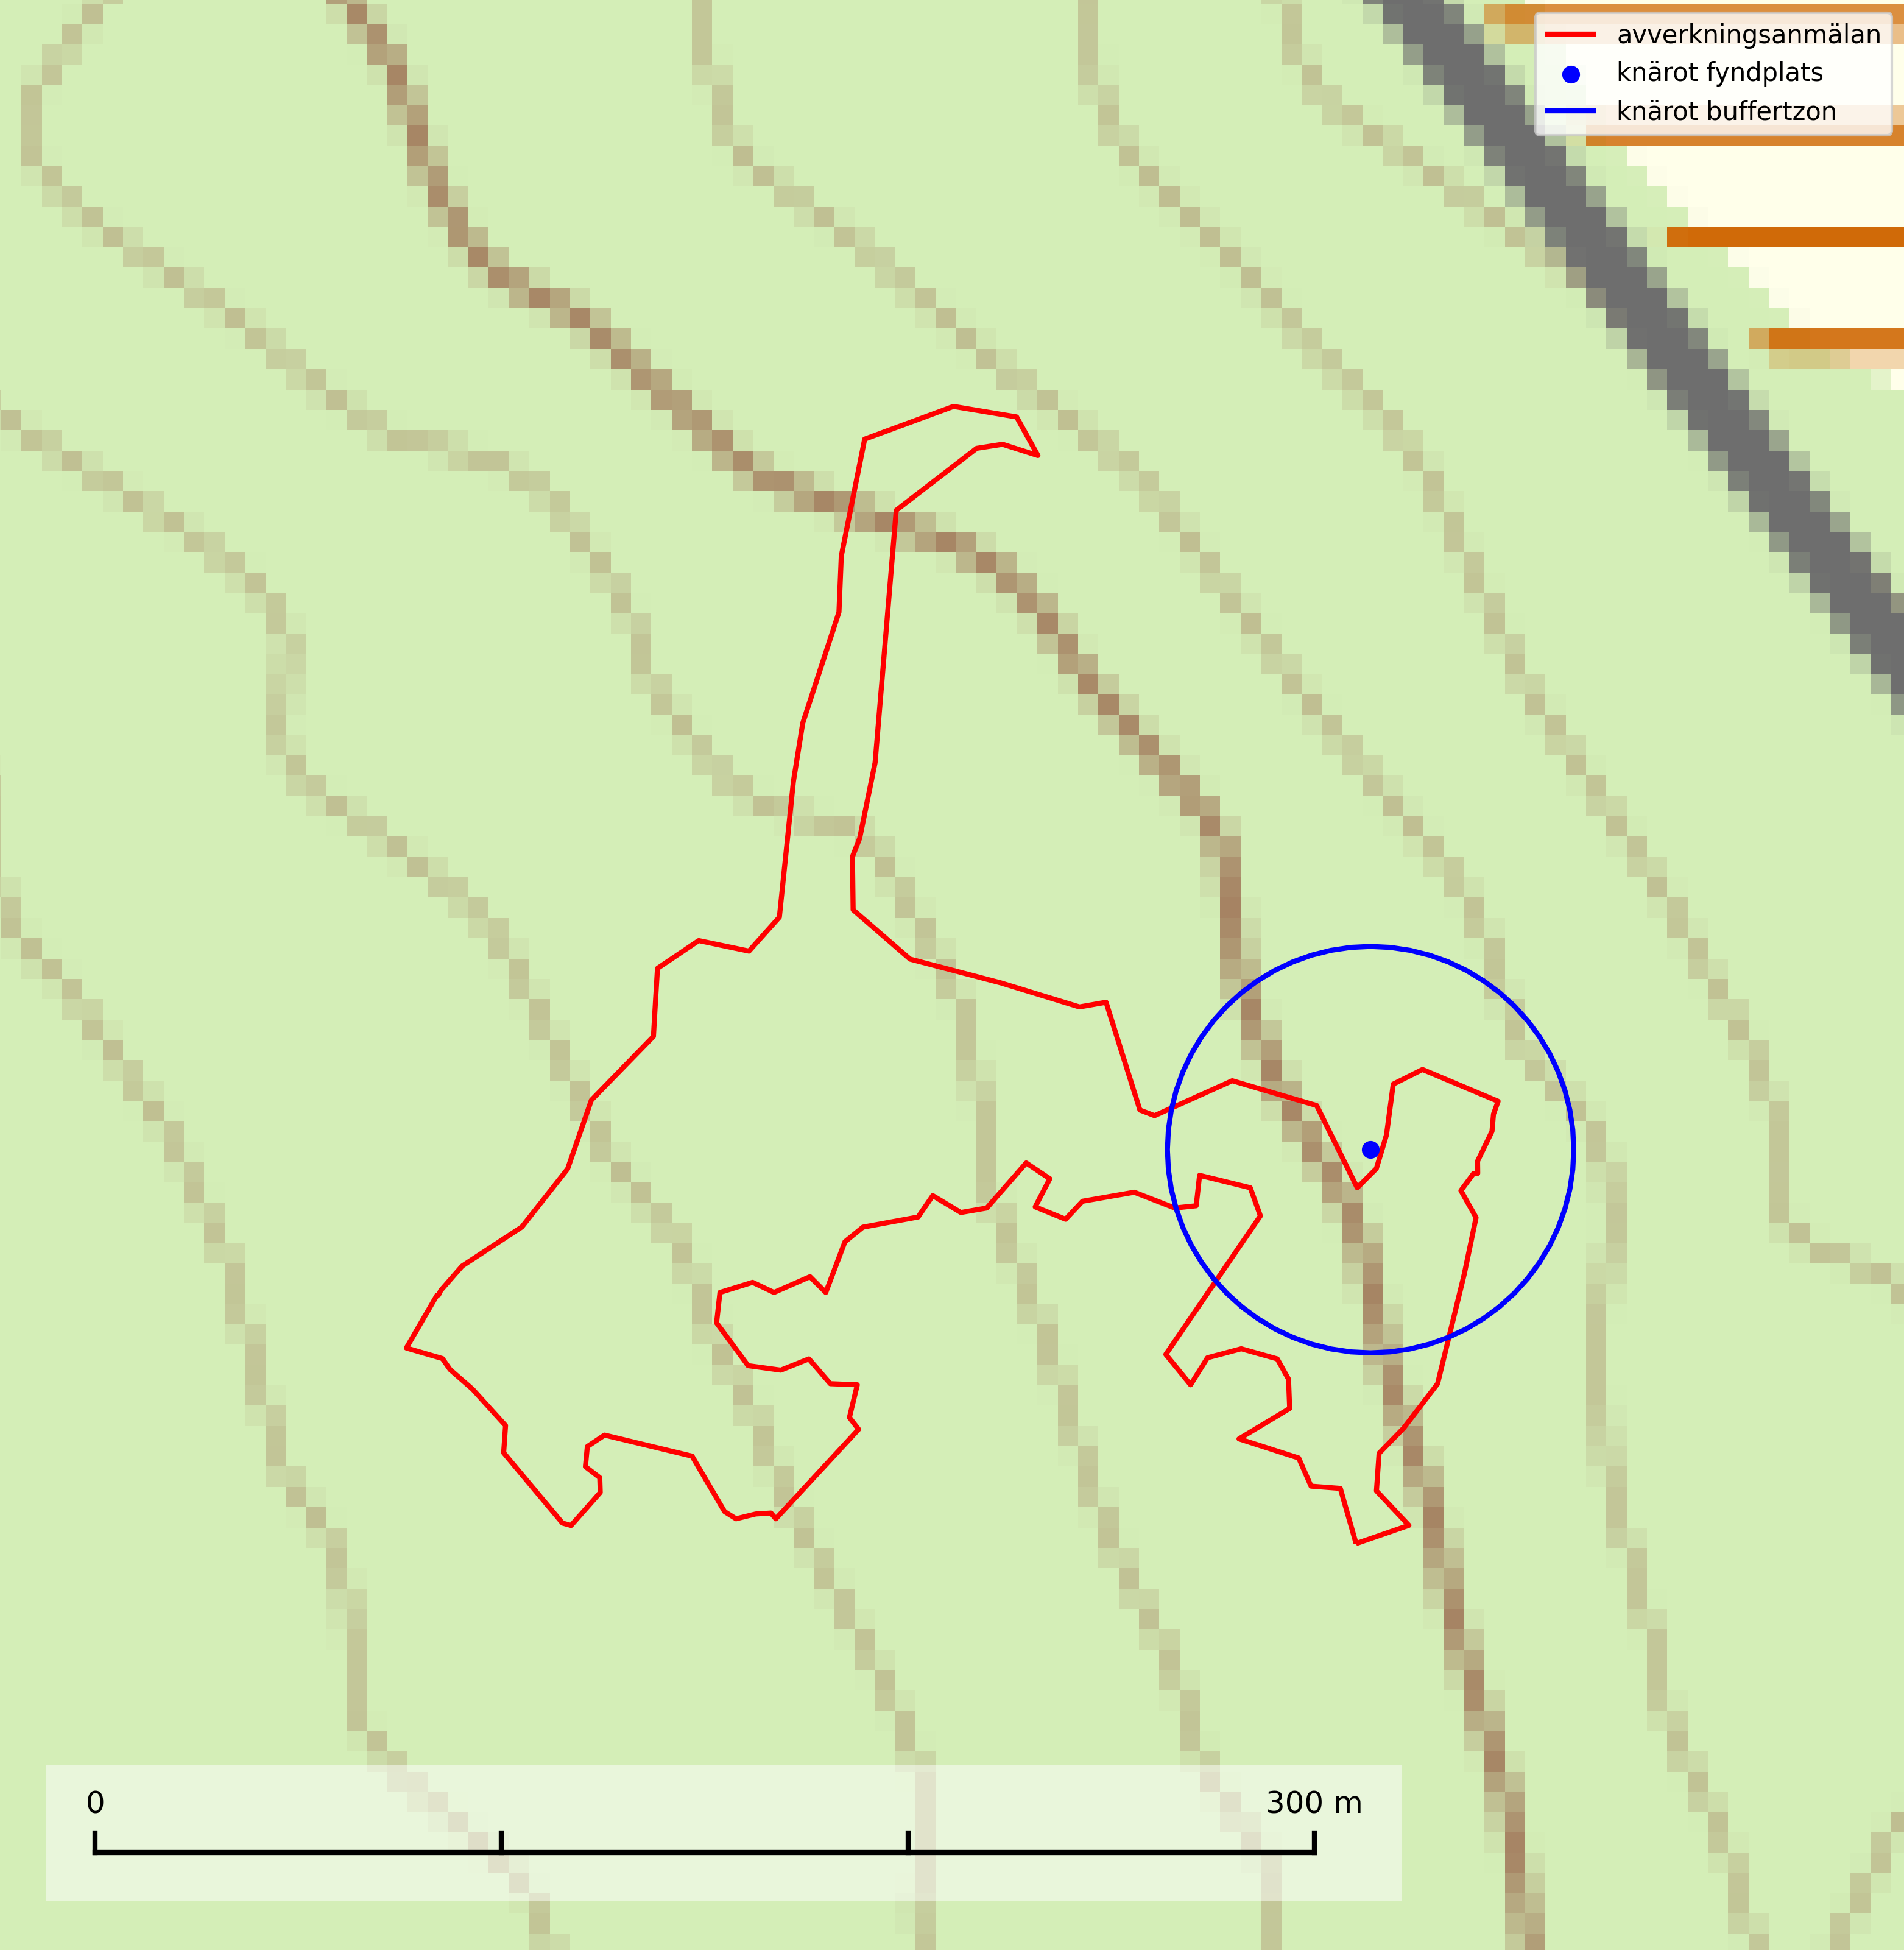 avverkningsanmälan
knärot fyndplats
knärot buffertzon
0 300 m